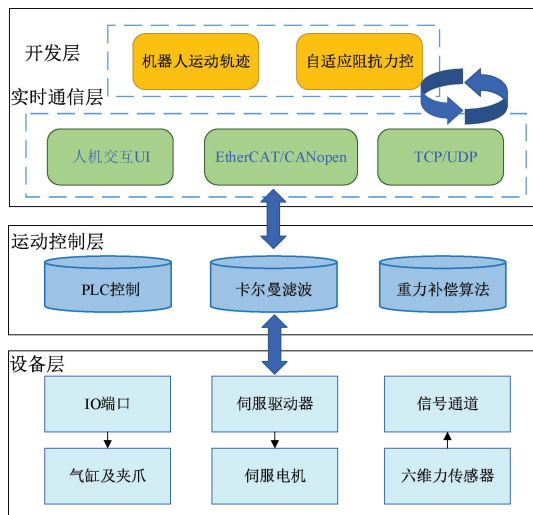 开发层
机器人运动轨迹
自适应阻抗力控
实时通信层
人机交互UI
EtherCAT/CANopen
TCP/UDP
运动控制层
PLC控制
卡尔曼滤波
重力补偿算法
设备层
IO端口
伺服驱动器
信号通道
气缸及夹爪
伺服电机
六维力传感器